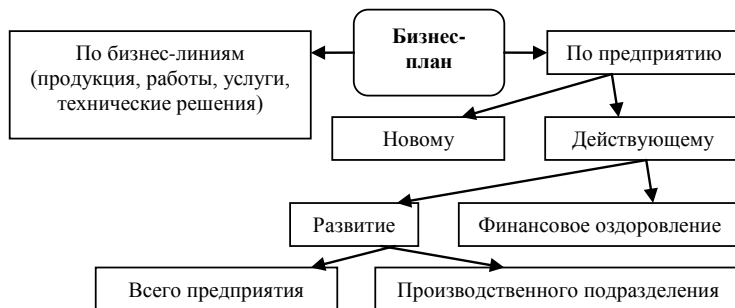 По бизнес-линиям
(продукция, работы, услуги,
технические решения)
Бизнес-
план
По предприятию
Новому
Действующему
Развитие
Финансовое оздоровление
Всего предприятия
Производственного подразделения